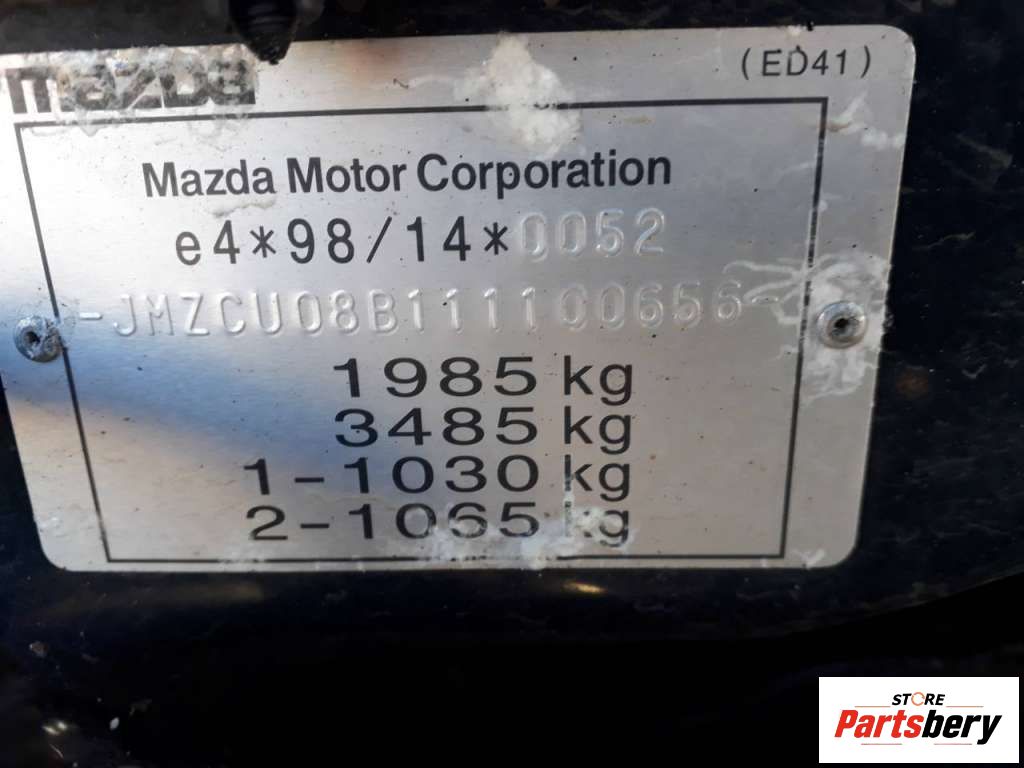 mazda
(ED41)
Mazda Motor Corporation
e4*98/14*0052
-JMZCU08B111100656-
1985 kg
3485 kg
1-1030 kg
2-1065 kg
STORE
Partsbery